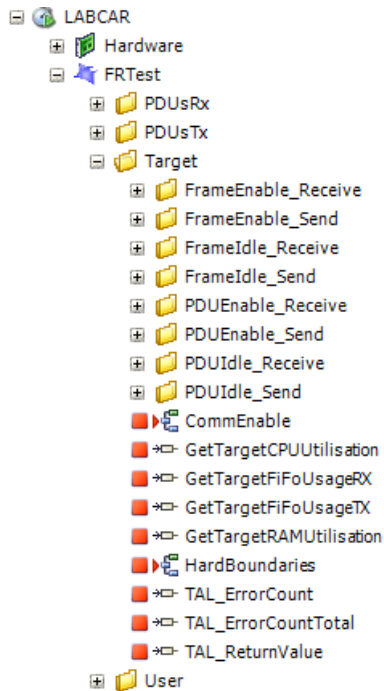 LABCAR
Hardware
FRTest
PDUsRx
PDUsTx
Target
FrameEnable_Receive
FrameEnable_Send
FrameIdle_Receive
FrameIdle_Send
PDUEnable_Receive
PDUEnable_Send
PDUIdle_Receive
PDUIdle_Send
CommEnable
GetTargetCPUUtilisation
GetTargetFiFoUsageRX
GetTargetFiFoUsageTX
GetTargetRAMUtilisation
HardBoundaries
TAL_ErrorCount
TAL_ErrorCountTotal
TAL_ReturnValue
User